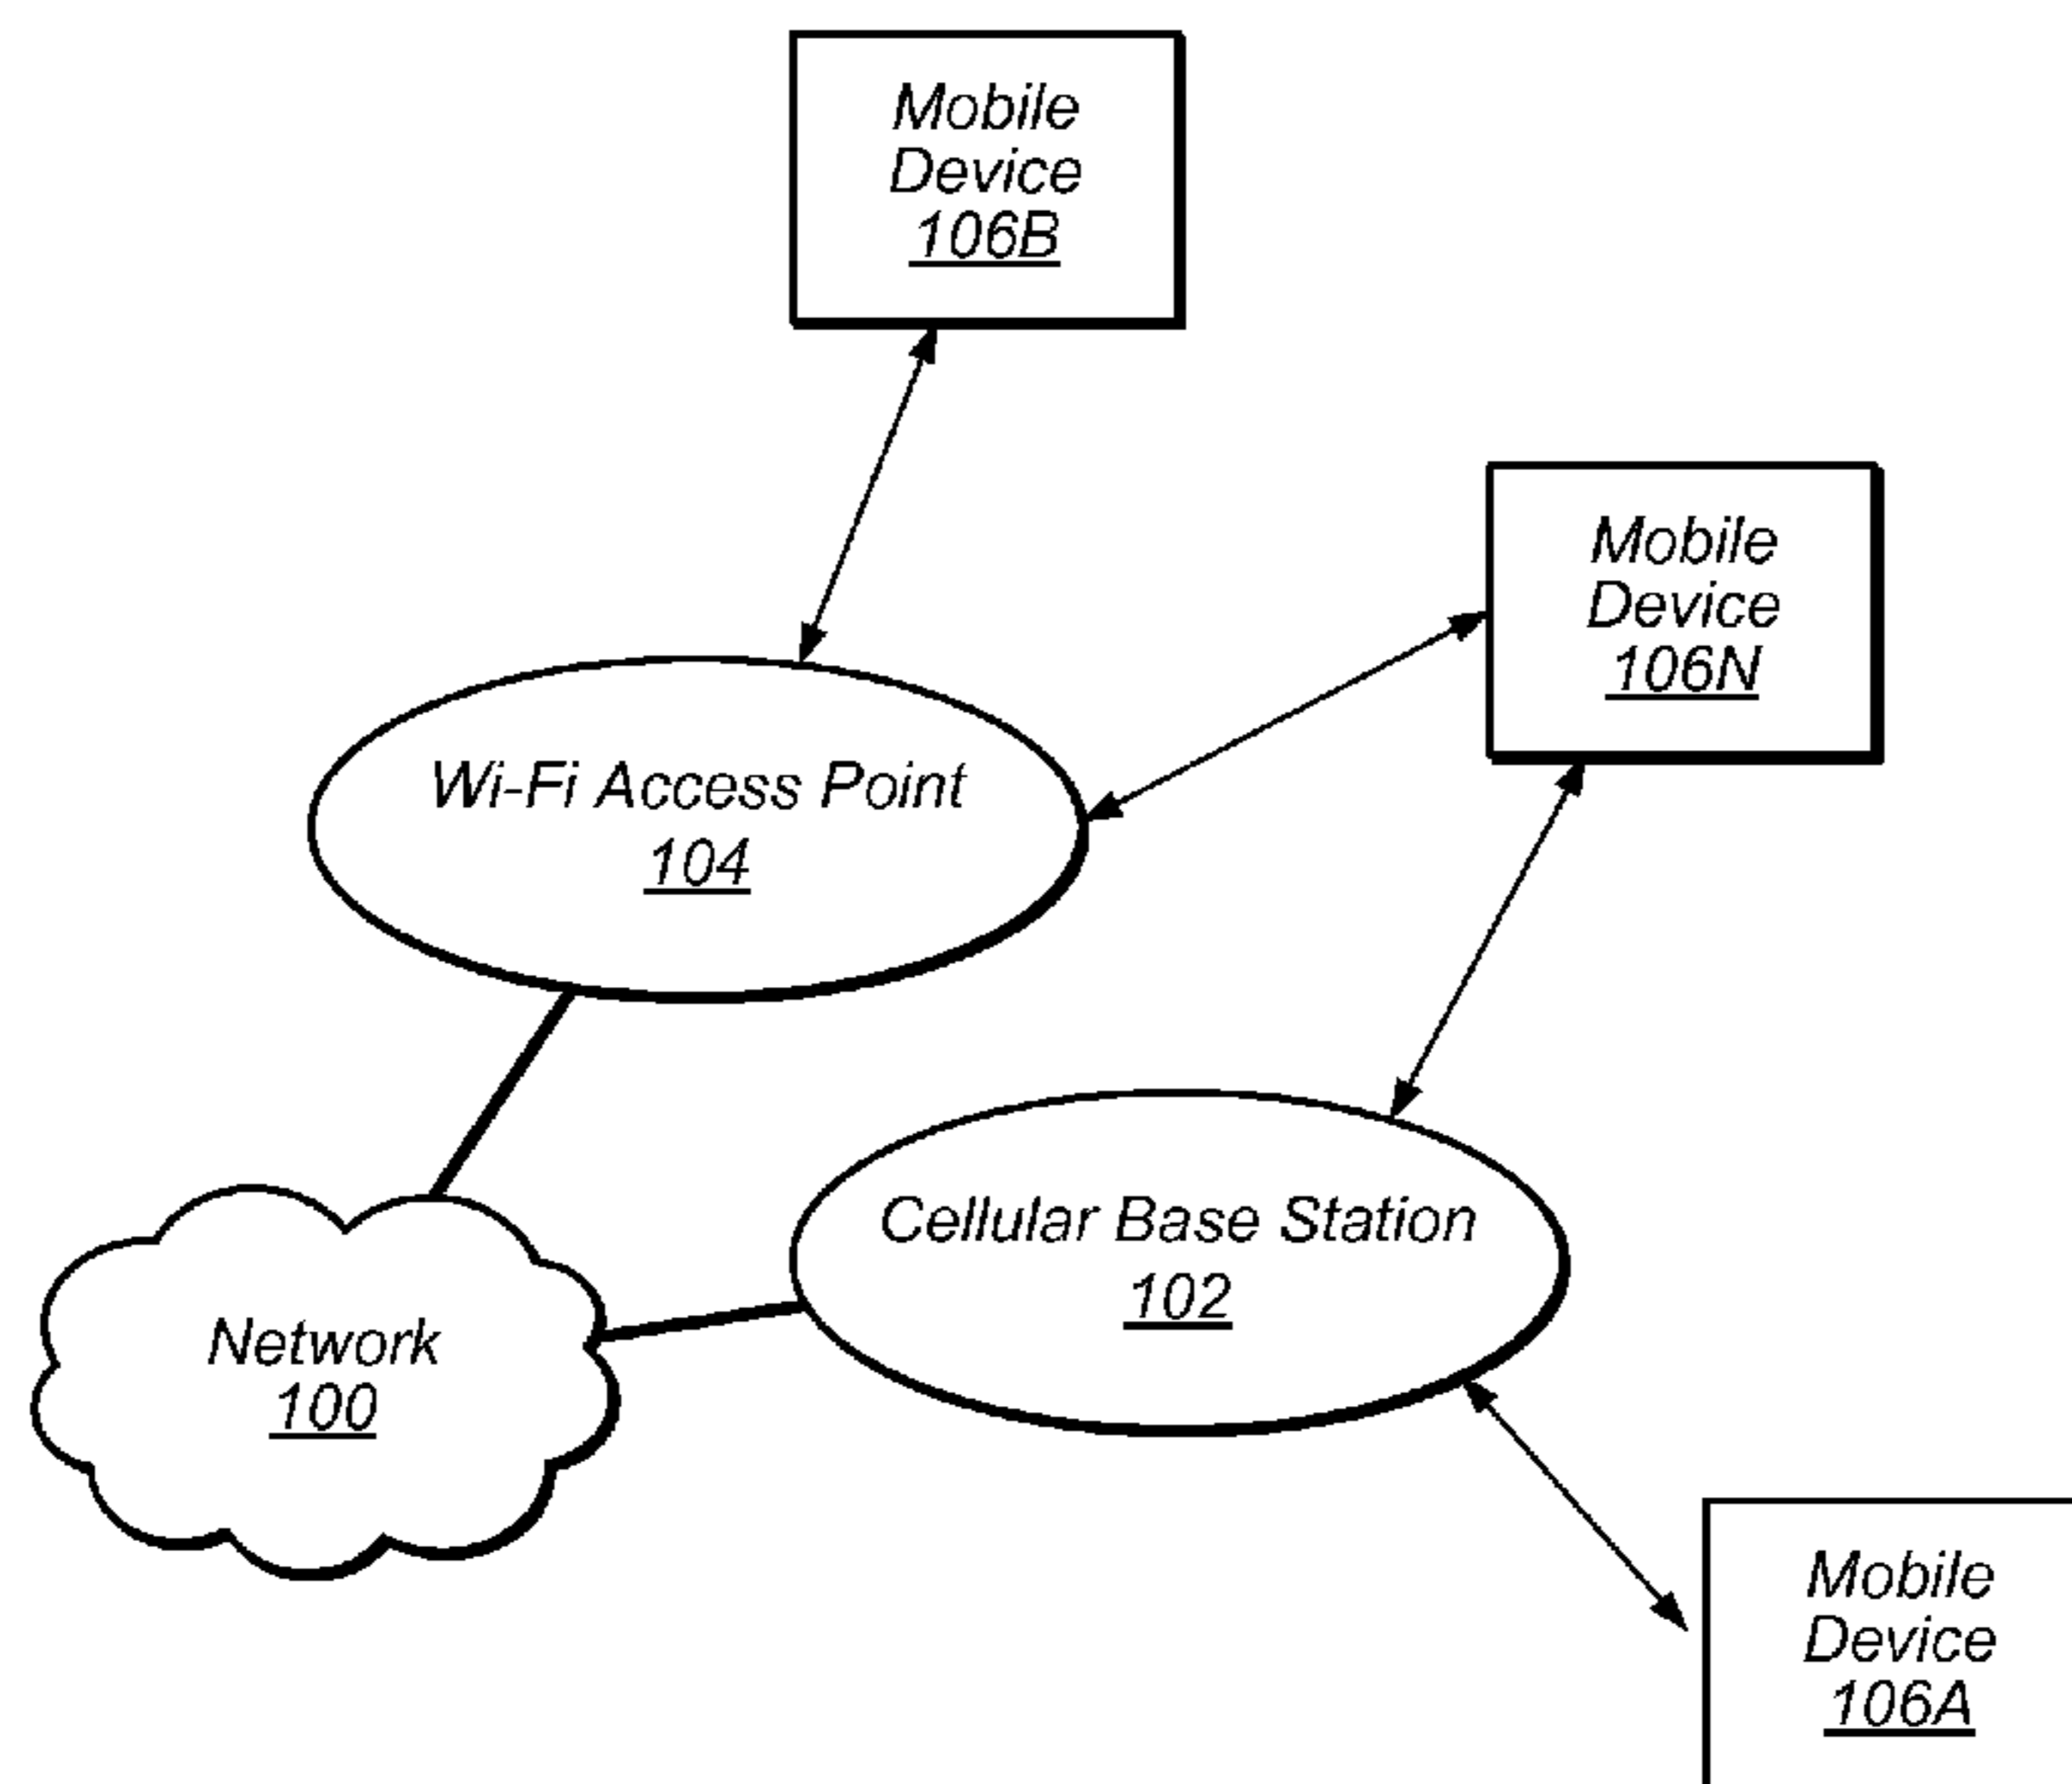 Mobile
Device
106B
Mobile
Device
106N
Wi-Fi Access Point
104
Cellular Base Station
102
Network
100
Mobile
Device
106A